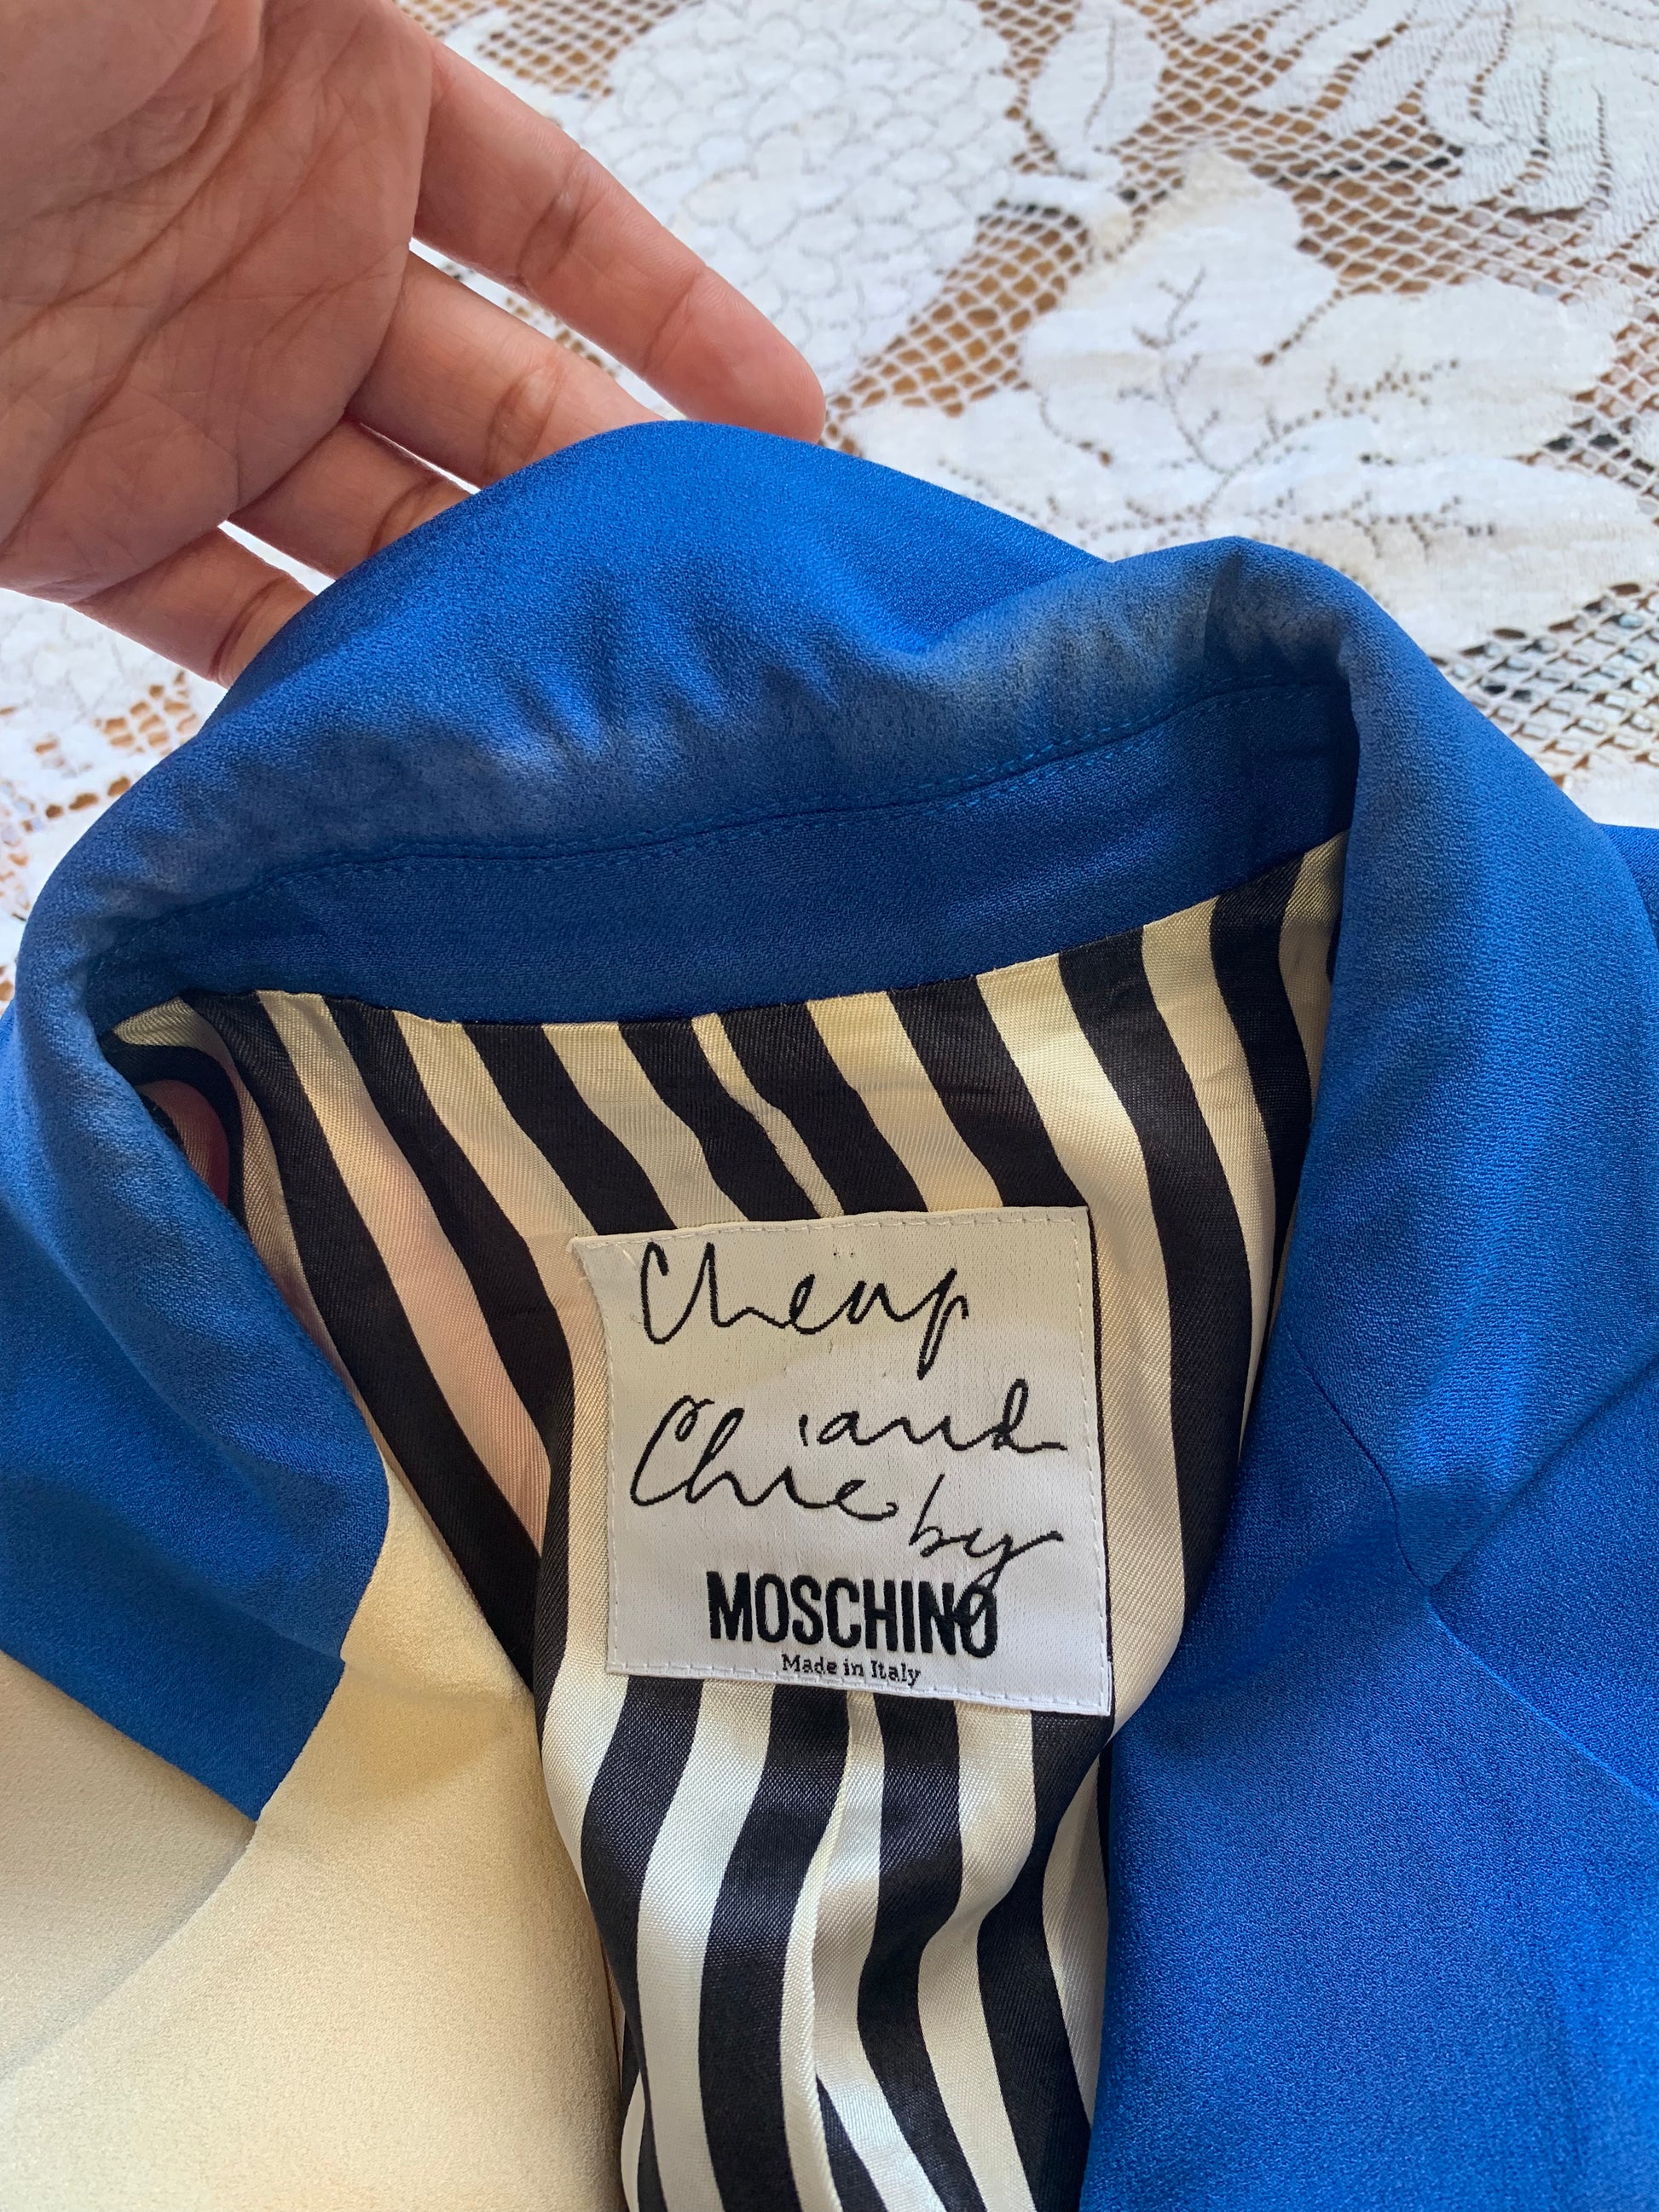 Cheap
and
Chic by
MOSCHINO
Made in Italy